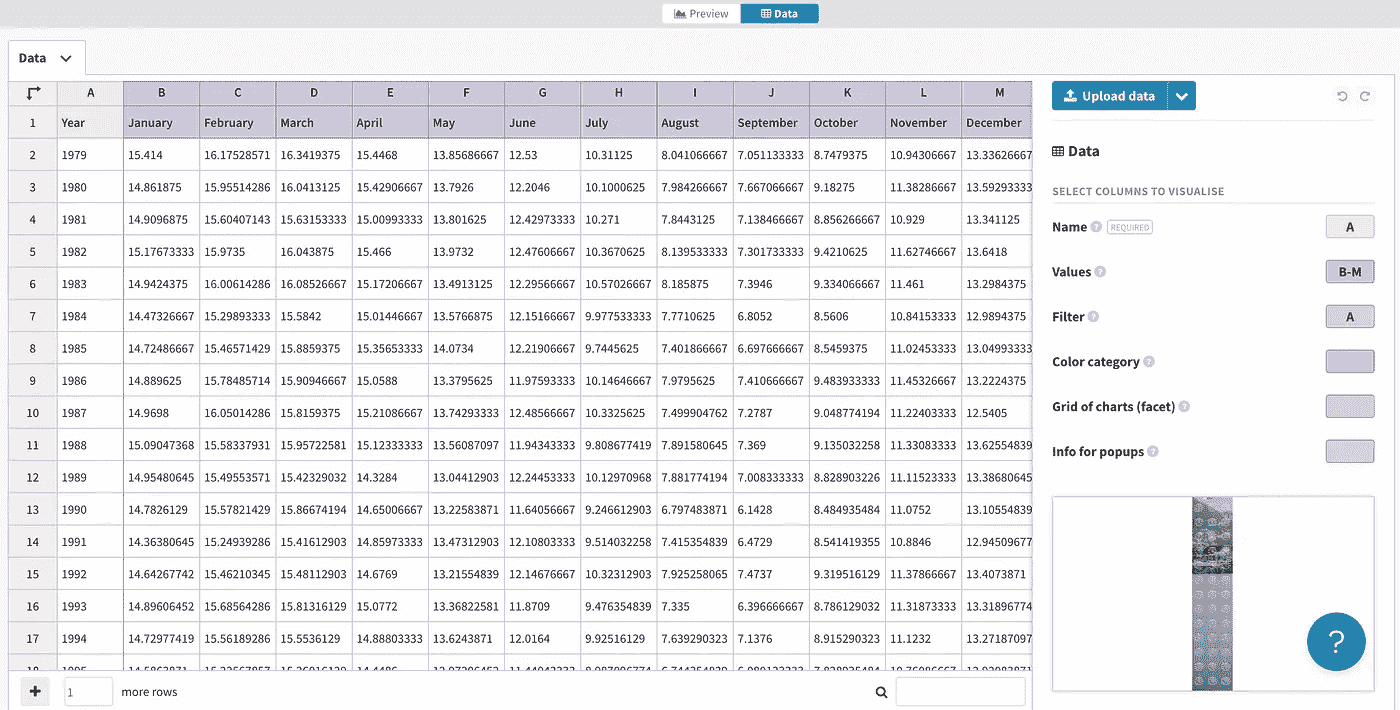 Preview Data
Data
A B C D E F G H I J K L M
1 Year January February March April May June July August September October November December
2 1979 15.414 16.17528571 16.3419375 15.4468 13.85686667 12.53 10.31125 8.041066667 7.051133333 8.7479375 10.94306667 13.33626667
3 1980 14.861875 15.95514286 16.0413125 15.42906667 13.7926 12.2046 10.1000625 7.984266667 7.667066667 9.18275 11.38286667 13.59293333
4 1981 14.9096875 15.60407143 15.63153333 15.00993333 13.801625 12.42973333 10.271 7.8443125 7.138466667 8.856266667 10.929 13.341125
5 1982 15.17673333 15.9735 16.043875 15.466 13.9732 12.47606667 10.3670625 8.139533333 7.301733333 9.4210625 11.62746667 13.6418
6 1983 14.9424375 16.00614286 16.08526667 15.17206667 13.4913125 12.29566667 10.57026667 8.185875 7.3946 9.334066667 11.461 13.2984375
7 1984 14.47326667 15.29893333 15.5842 15.01446667 13.5766875 12.15166667 9.977533333 7.7710625 6.8052 8.5606 10.84153333 12.9894375
8 1985 14.72486667 15.46571429 15.8859375 15.35653333 14.0734 12.21906667 9.7445625 7.401866667 6.697666667 8.5459375 11.02453333 13.04993333
9 1986 14.889625 15.78485714 15.90946667 15.0588 13.3795625 11.97593333 10.14646667 7.9795625 7.410666667 9.483933333 11.45326667 13.2224375
10 1987 14.9698 16.05014286 15.8159375 15.21086667 13.74293333 12.48566667 10.3325625 7.499904762 7.2787 9.048774194 11.22403333 12.5405
11 1988 15.09047368 15.58337931 15.95722581 15.12333333 13.56087097 11.94343333 9.808677419 7.891580645 7.369 9.135032258 11.33083333 13.62554839
12 1989 14.95480645 15.49553571 15.42329032 14.3284 13.04412903 12.24453333 10.12970968 7.881774194 7.008333333 8.828903226 11.11523333 13.38680645
13 1990 14.7826129 15.57821429 15.86674194 14.65006667 13.22583871 11.64056667 9.246612903 6.797483871 6.1428 8.484935484 11.0752 13.10554839
14 1991 14.36380645 15.24939286 15.41612903 14.85973333 13.47312903 12.10803333 9.514032258 7.415354839 6.4729 8.541419355 10.8846 12.94509677
15 1992 14.64267742 15.46210345 15.48112903 14.6769 13.21554839 12.14676667 10.32312903 7.925258065 7.4737 9.319516129 11.37866667 13.4073871
16 1993 14.89606452 15.68564286 15.81316129 15.0772 13.36822581 11.8709 9.476354839 7.335 6.396666667 8.786129032 11.31873333 13.31896774
17 1994 14.72977419 15.56189286 15.5536129 14.88803333 13.6243871 12.0164 9.92516129 7.639290323 7.1376 8.915290323 11.1232 13.27187097
1 more rows
Upload data
Data
SELECT COLUMNS TO VISUALISE
Name ? REQUIRED A
Values ? B-M
Filter ? A
Color category ?
Grid of charts (facet) ?
Info for popups ?
?